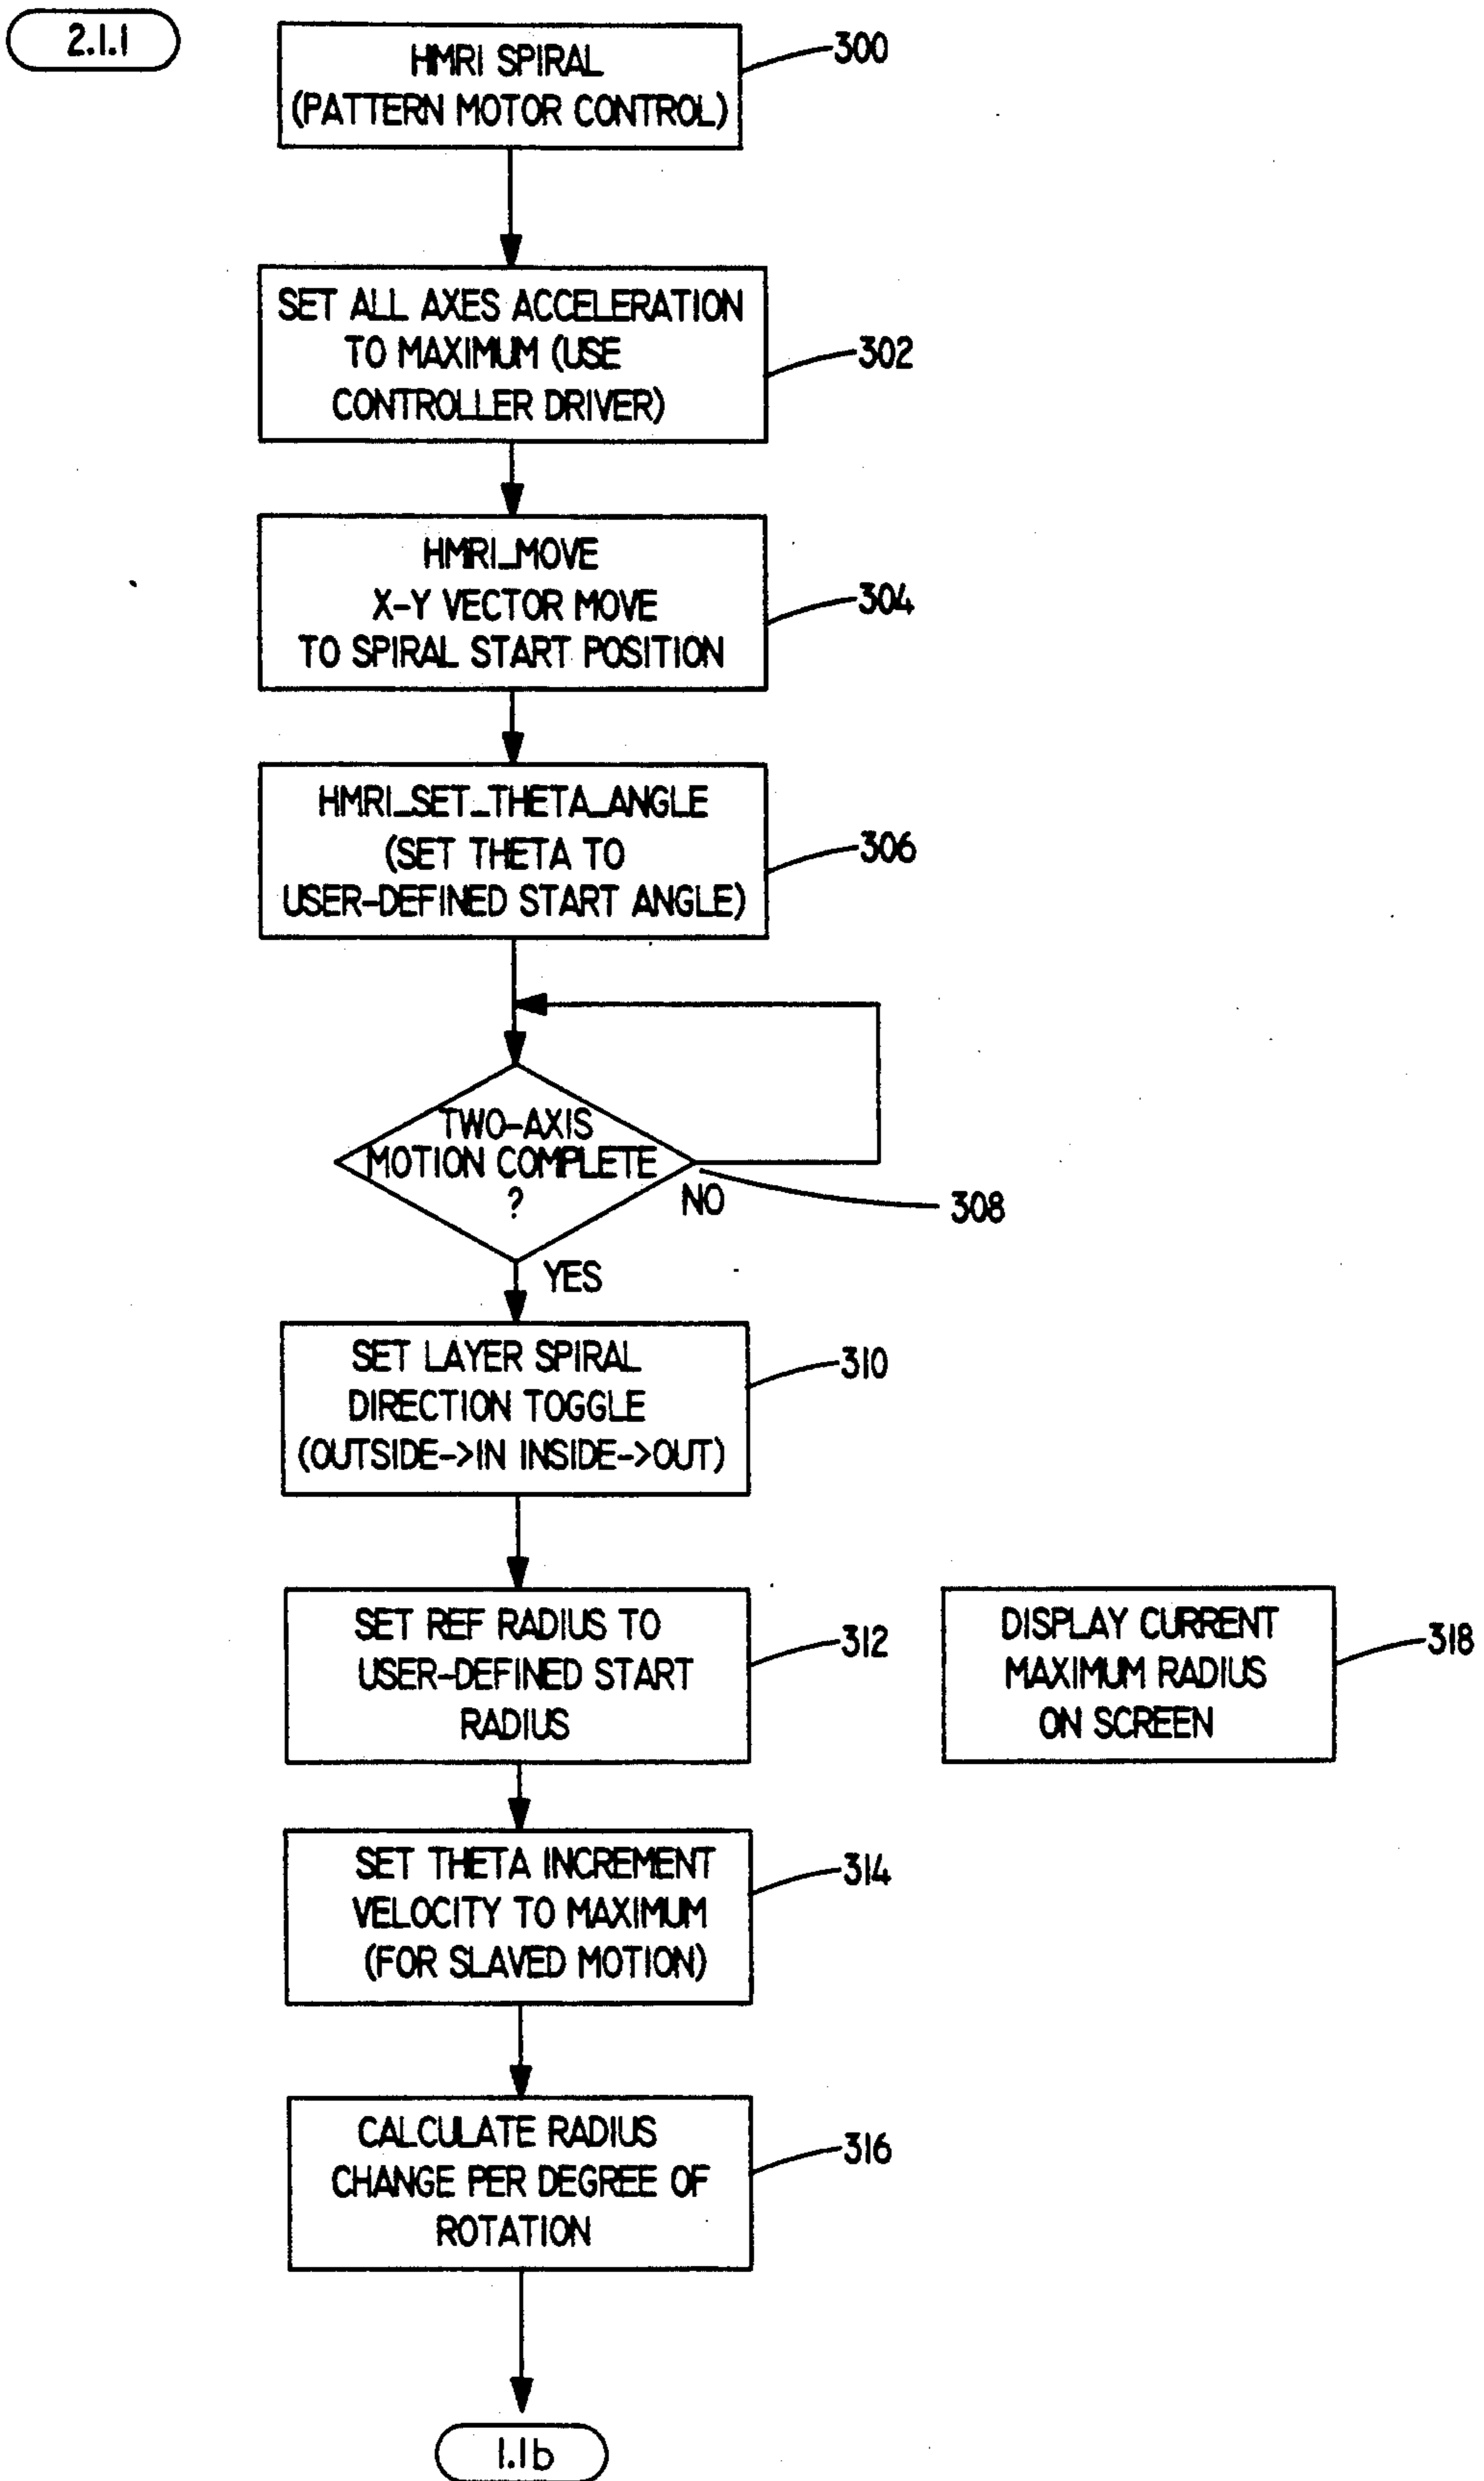 2.1.1
HMRI SPIRAL
(PATTERN MOTOR CONTROL)
300
SET ALL AXES ACCELERATION
TO MAXIMUM (USE
CONTROLLER DRIVER)
302
HMRI_MOVE
X-Y VECTOR MOVE
TO SPIRAL START POSITION
304
HMRI_SET_THETA_ANGLE
(SET THETA TO
USER-DEFINED START ANGLE)
306
TWO-AXIS
MOTION COMPLETE
?
NO
308
YES
SET LAYER SPIRAL
DIRECTION TOGGLE
(OUTSIDE->IN INSIDE->OUT)
310
SET REF RADIUS TO
USER-DEFINED START
RADIUS
312
DISPLAY CURRENT
MAXIMUM RADIUS
ON SCREEN
318
SET THETA INCREMENT
VELOCITY TO MAXIMUM
(FOR SLAVED MOTION)
314
CALCULATE RADIUS
CHANGE PER DEGREE OF
ROTATION
316
1.1b